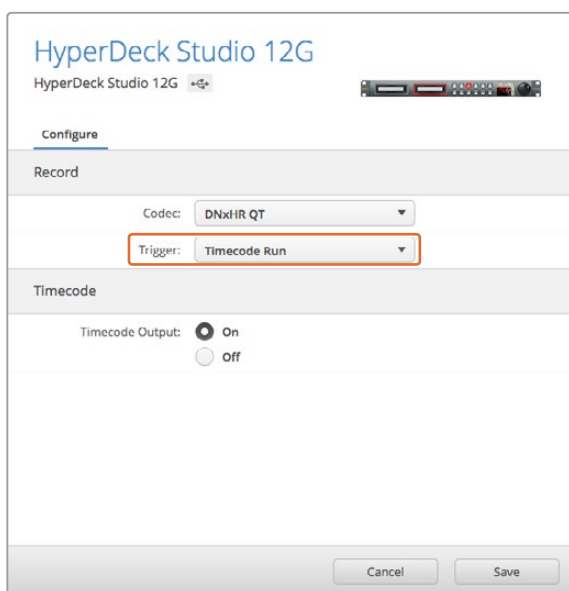 HyperDeck Studio 12G
HyperDeck Studio 12G
Configure
Record
Codec: DNxHR QT
Trigger: Timecode Run
Timecode
Timecode Output: On
Off
Cancel Save